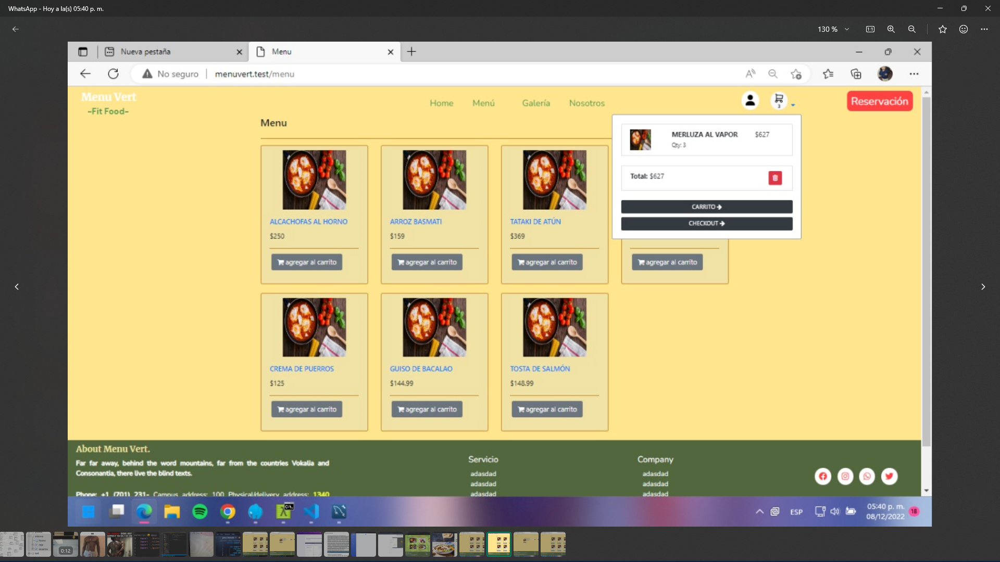 WhatsApp - Hoy a la(s) 05:40 p. m.
130 %
Nueva pestaña
Menu
No seguro
menuvert.test/menu
Menu Vert
-Fit Food-
Home
Menú
Galería
Nosotros
3
Reservación
Menu
MERLUZA AL VAPOR $627
Qty: 3
Total: $627
CARRITO
CHECKOUT
ALCACHOFAS AL HORNO
$250
agregar al carrito
ARROZ BASMATI
$159
agregar al carrito
TATAKI DE ATÚN
$369
agregar al carrito
agregar al carrito
CREMA DE PUERROS
$125
agregar al carrito
GUISO DE BACALAO
$144.99
agregar al carrito
TOSTA DE SALMÓN
$148.99
agregar al carrito
About Menu Vert.
Far far away, behind the word mountains, far from the countries Vokalia and
Consonantia, there live the blind texts.
Phone: +1 (701) 231- Campus address: 100 Physical/delivery address: 1340
Servicio
adasdad
adasdad
adasdad
Company
adasdad
adasdad
adasdad
ESP
05:40 p. m.
08/12/2022
18
0:12